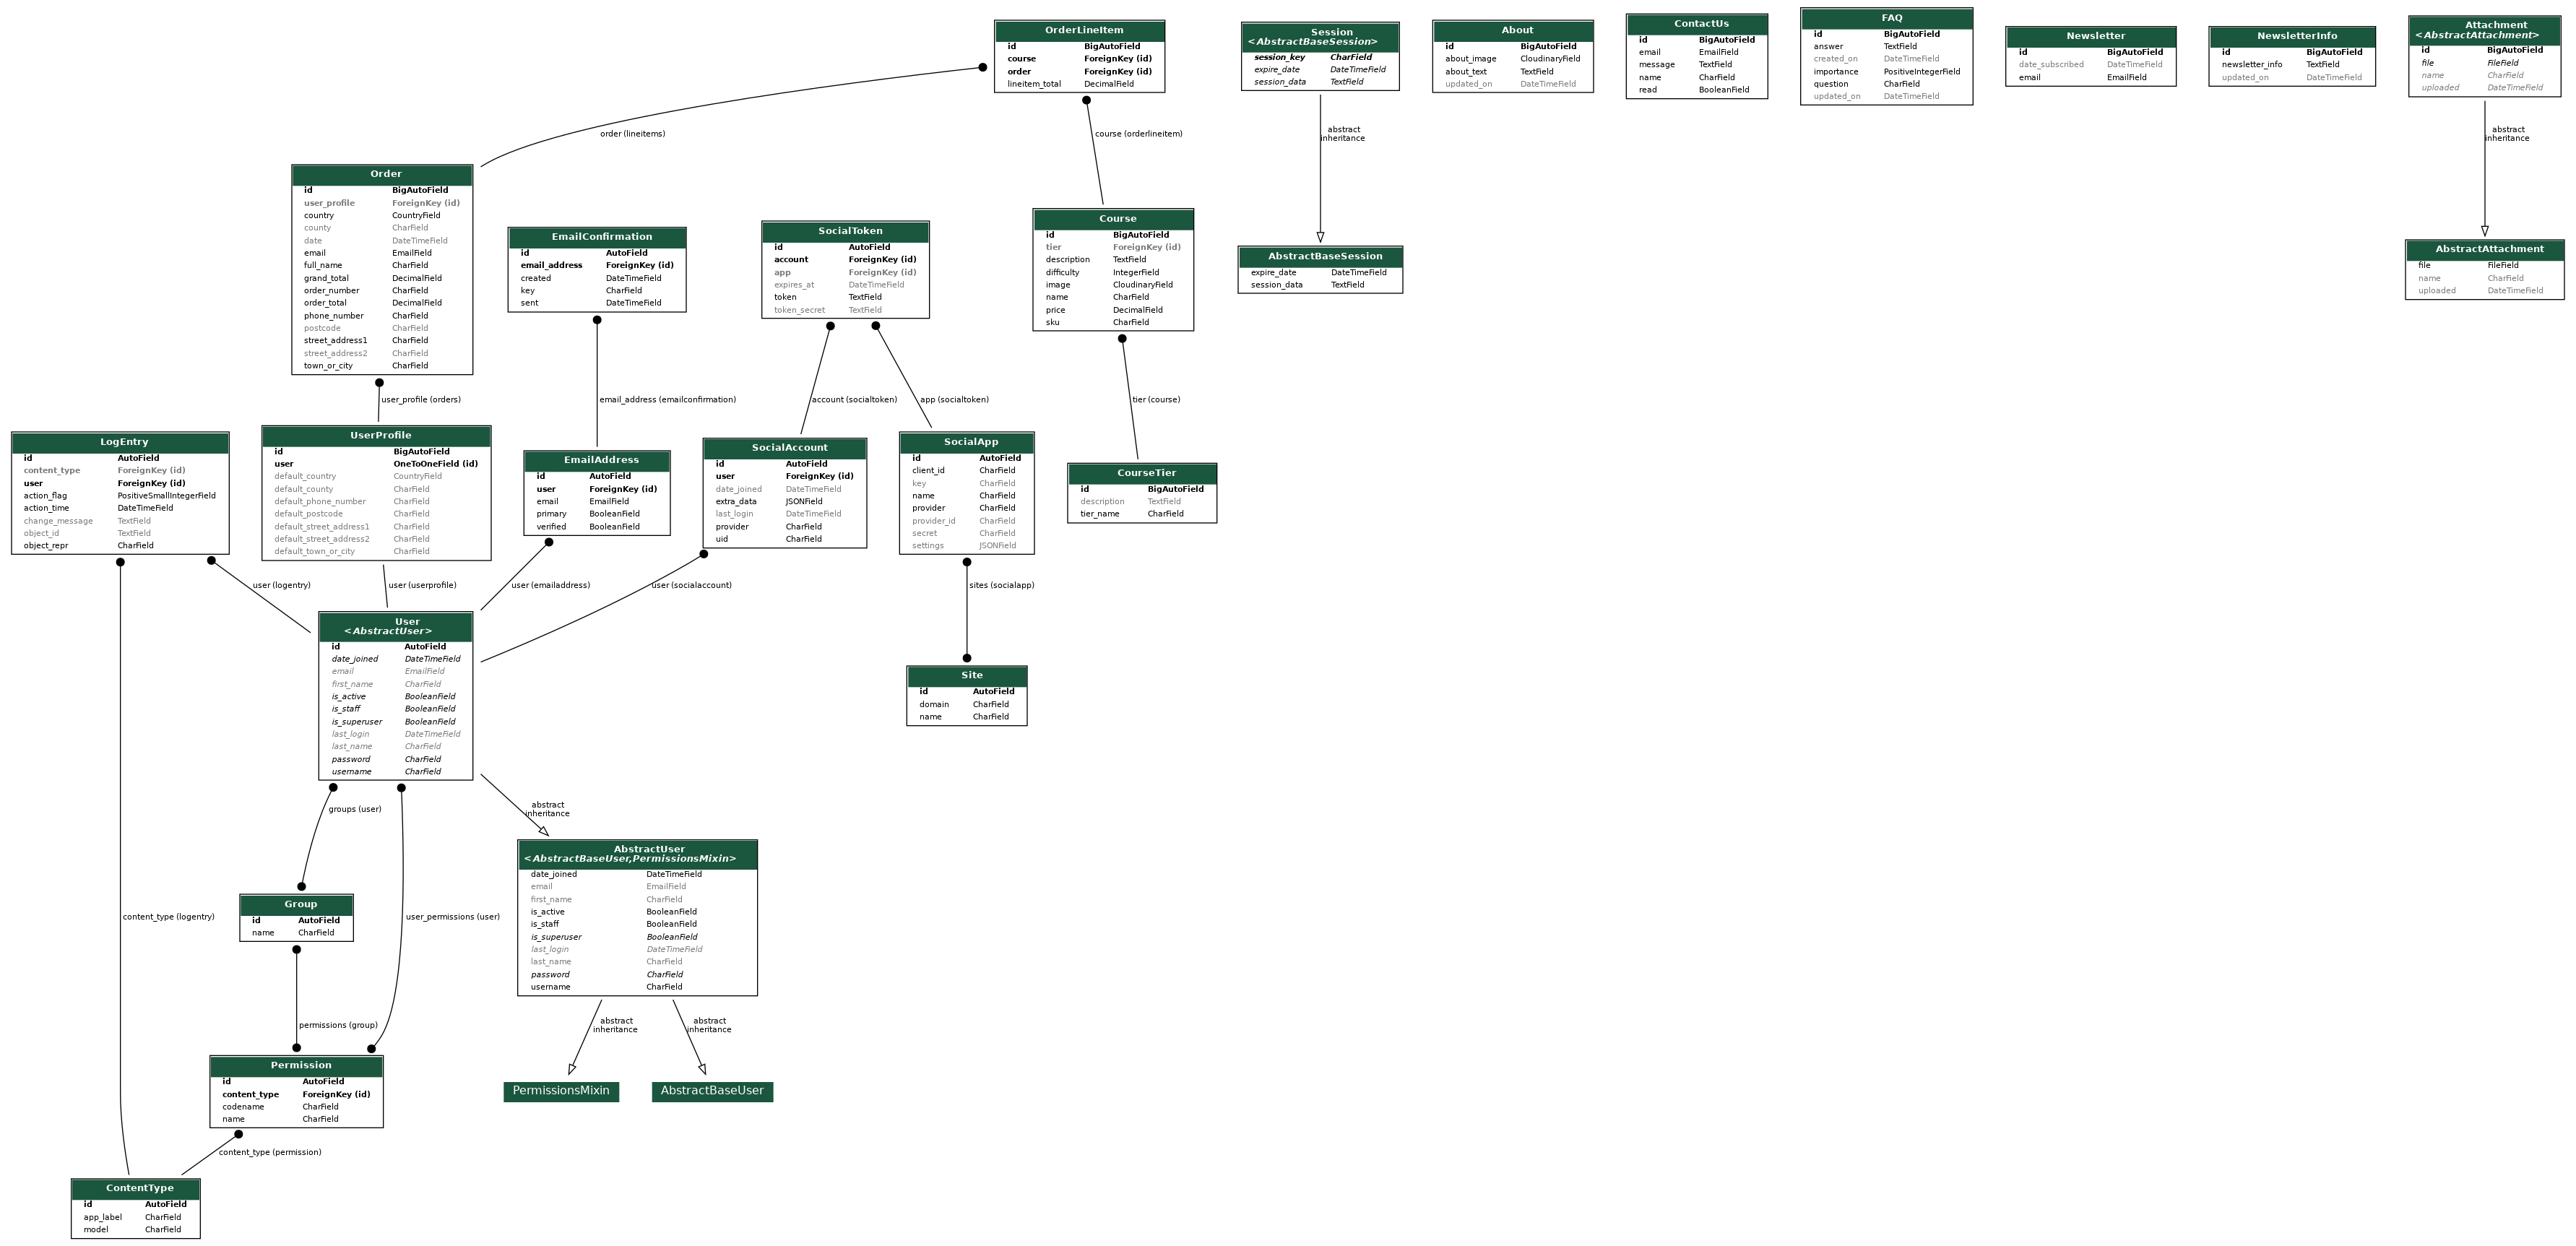 OrderLineItem
id BigAutoField
course ForeignKey (id)
order ForeignKey (id)
lineitem_total DecimalField
Session
<AbstractBaseSession>
session_key CharField
expire_date DateTimeField
session_data TextField
About
id BigAutoField
about_image CloudinaryField
about_text TextField
updated_on DateTimeField
ContactUs
id BigAutoField
email EmailField
message TextField
name CharField
read BooleanField
FAQ
id BigAutoField
answer TextField
created_on DateTimeField
importance PositiveIntegerField
question CharField
updated_on DateTimeField
Newsletter
id BigAutoField
date_subscribed DateTimeField
email EmailField
NewsletterInfo
id BigAutoField
newsletter_info TextField
updated_on DateTimeField
Attachment
<AbstractAttachment>
id BigAutoField
file FileField
name CharField
uploaded DateTimeField
order (lineitems)
course (orderlineitem)
abstract
inheritance
abstract
inheritance
Order
id BigAutoField
user_profile ForeignKey (id)
country CountryField
county CharField
date DateTimeField
email EmailField
full_name CharField
grand_total DecimalField
order_number CharField
order_total DecimalField
phone_number CharField
postcode CharField
street_address1 CharField
street_address2 CharField
town_or_city CharField
EmailConfirmation
id AutoField
email_address ForeignKey (id)
created DateTimeField
key CharField
sent DateTimeField
SocialToken
id AutoField
account ForeignKey (id)
app ForeignKey (id)
expires_at DateTimeField
token TextField
token_secret TextField
Course
id BigAutoField
tier ForeignKey (id)
description TextField
difficulty IntegerField
image CloudinaryField
name CharField
price DecimalField
sku CharField
AbstractBaseSession
expire_date DateTimeField
session_data TextField
AbstractAttachment
file FileField
name CharField
uploaded DateTimeField
user_profile (orders)
email_address (emailconfirmation)
account (socialtoken)
app (socialtoken)
tier (course)
LogEntry
id AutoField
content_type ForeignKey (id)
user ForeignKey (id)
action_flag PositiveSmallIntegerField
action_time DateTimeField
change_message TextField
object_id TextField
object_repr CharField
UserProfile
id BigAutoField
user OneToOneField (id)
default_country CountryField
default_county CharField
default_phone_number CharField
default_postcode CharField
default_street_address1 CharField
default_street_address2 CharField
default_town_or_city CharField
EmailAddress
id AutoField
user ForeignKey (id)
email EmailField
primary BooleanField
verified BooleanField
SocialAccount
id AutoField
user ForeignKey (id)
date_joined DateTimeField
extra_data JSONField
last_login DateTimeField
provider CharField
uid CharField
SocialApp
id AutoField
client_id CharField
key CharField
name CharField
provider CharField
provider_id CharField
secret CharField
settings JSONField
CourseTier
id BigAutoField
description TextField
tier_name CharField
user (logentry)
user (userprofile)
user (emailaddress)
user (socialaccount)
sites (socialapp)
User
<AbstractUser>
id AutoField
date_joined DateTimeField
email EmailField
first_name CharField
is_active BooleanField
is_staff BooleanField
is_superuser BooleanField
last_login DateTimeField
last_name CharField
password CharField
username CharField
Site
id AutoField
domain CharField
name CharField
groups (user)
abstract
inheritance
AbstractUser
<AbstractBaseUser,PermissionsMixin>
date_joined DateTimeField
email EmailField
first_name CharField
is_active BooleanField
is_staff BooleanField
is_superuser BooleanField
last_login DateTimeField
last_name CharField
password CharField
username CharField
Group
id AutoField
name CharField
content_type (logentry)
user_permissions (user)
permissions (group)
abstract
inheritance
abstract
inheritance
Permission
id AutoField
content_type ForeignKey (id)
codename CharField
name CharField
PermissionsMixin
AbstractBaseUser
content_type (permission)
ContentType
id AutoField
app_label CharField
model CharField